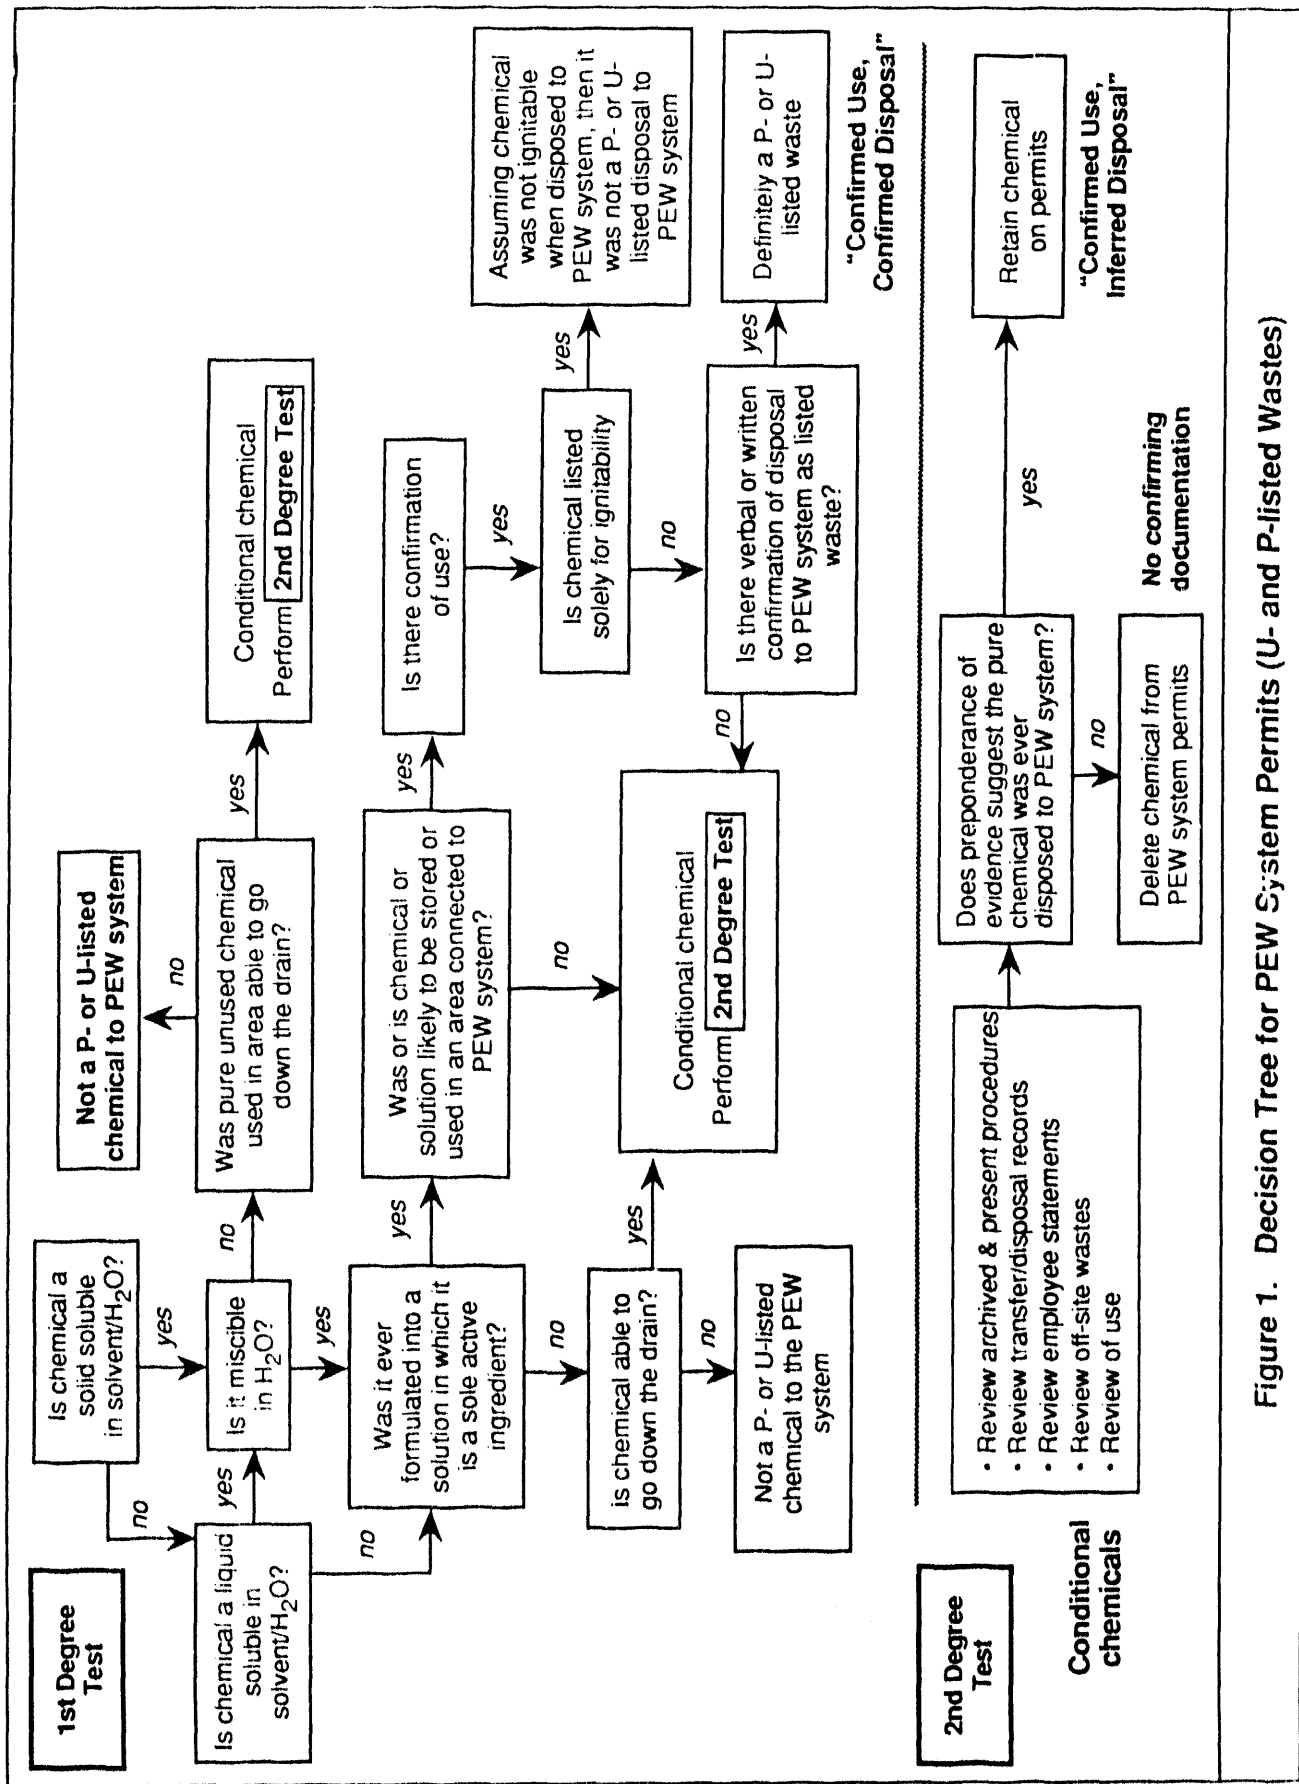 1st Degree
Test
Is chemical a
solid soluble
in solvent/H2O?
no
yes
Is chemical a liquid
soluble in
solvent/H2O?
yes
no
Is it miscible
in H2O?
no
yes
Was pure unused chemical
used in area able to go
down the drain?
no
Not a P- or U-listed
chemical to PEW system
yes
Conditional chemical
Perform 2nd Degree Test
Was it ever
formulated into a
solution in which it
is a sole active
ingredient?
yes
no
Was or is chemical or
solution likely to be stored or
used in an area connected to
PEW system?
yes
no
Is there confirmation
of use?
yes
Is chemical listed
solely for ignitability
yes
no
Assuming chemical
was not ignitable
when disposed to
PEW system, then it
was not a P- or U-
listed disposal to
PEW system
Is there verbal or written
confirmation of disposal
to PEW system as listed
waste?
yes
no
Definitely a P- or U-
listed waste
"Confirmed Use,
Confirmed Disposal"
is chemical able to
go down the drain?
yes
no
Conditional chemical
Perform 2nd Degree Test
Not a P- or U-listed
chemical to the PEW
system
2nd Degree
Test
Conditional
chemicals
• Review archived & present procedures
• Review transfer/disposal records
• Review employee statements
• Review off-site wastes
• Review of use
Does preponderance of
evidence suggest the pure
chemical was ever
disposed to PEW system?
yes
no
Retain chemical
on permits
"Confirmed Use,
Inferred Disposal"
Delete chemical from
PEW system permits
No confirming
documentation
Figure 1. Decision Tree for PEW System Permits (U- and P-listed Wastes)